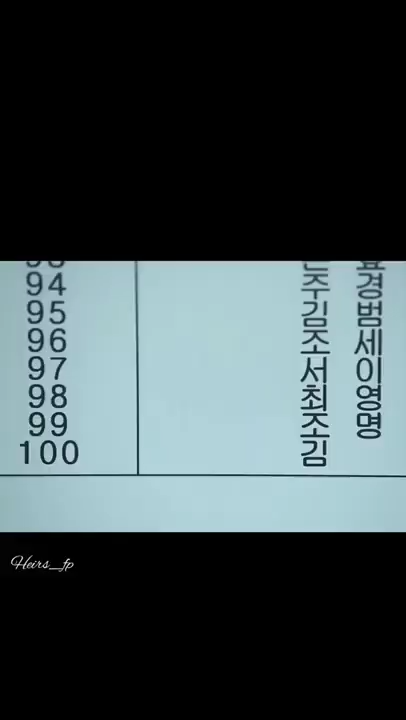 94 주 경
95 김 범
96 조 세
97 서 이
98 최 영
99 조 명
100 김
Heirs_fp